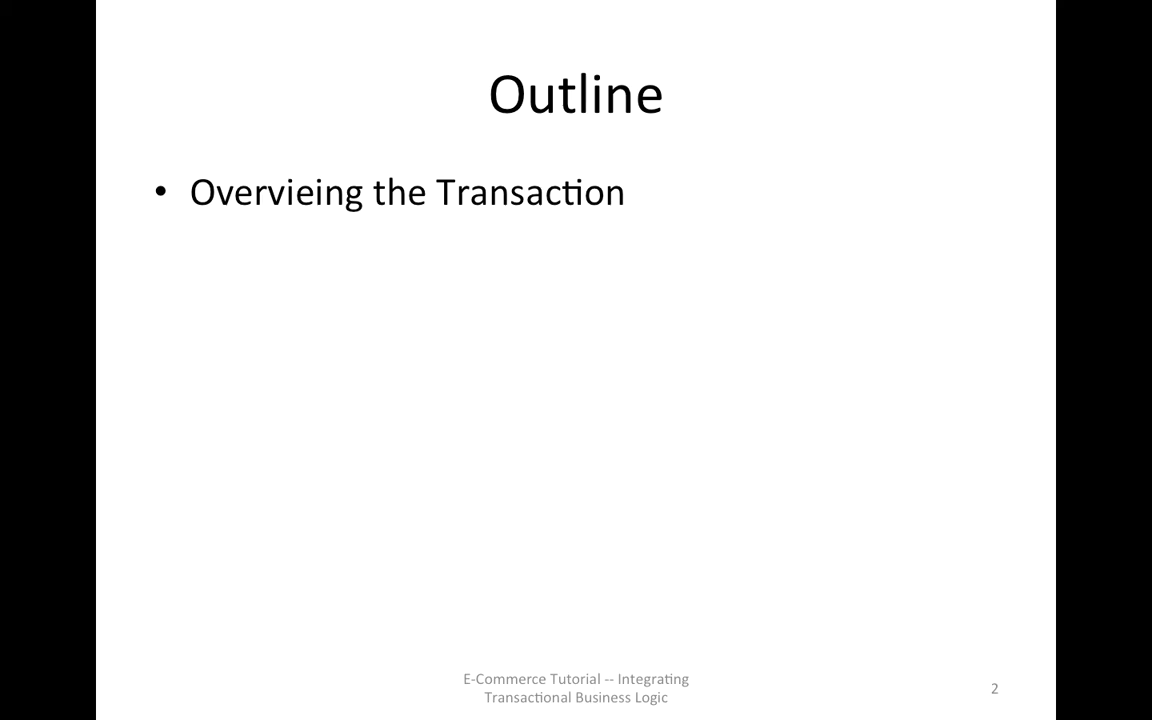 Outline
• Overvieing the Transaction
E-Commerce Tutorial -- Integrating
Transactional Business Logic
2